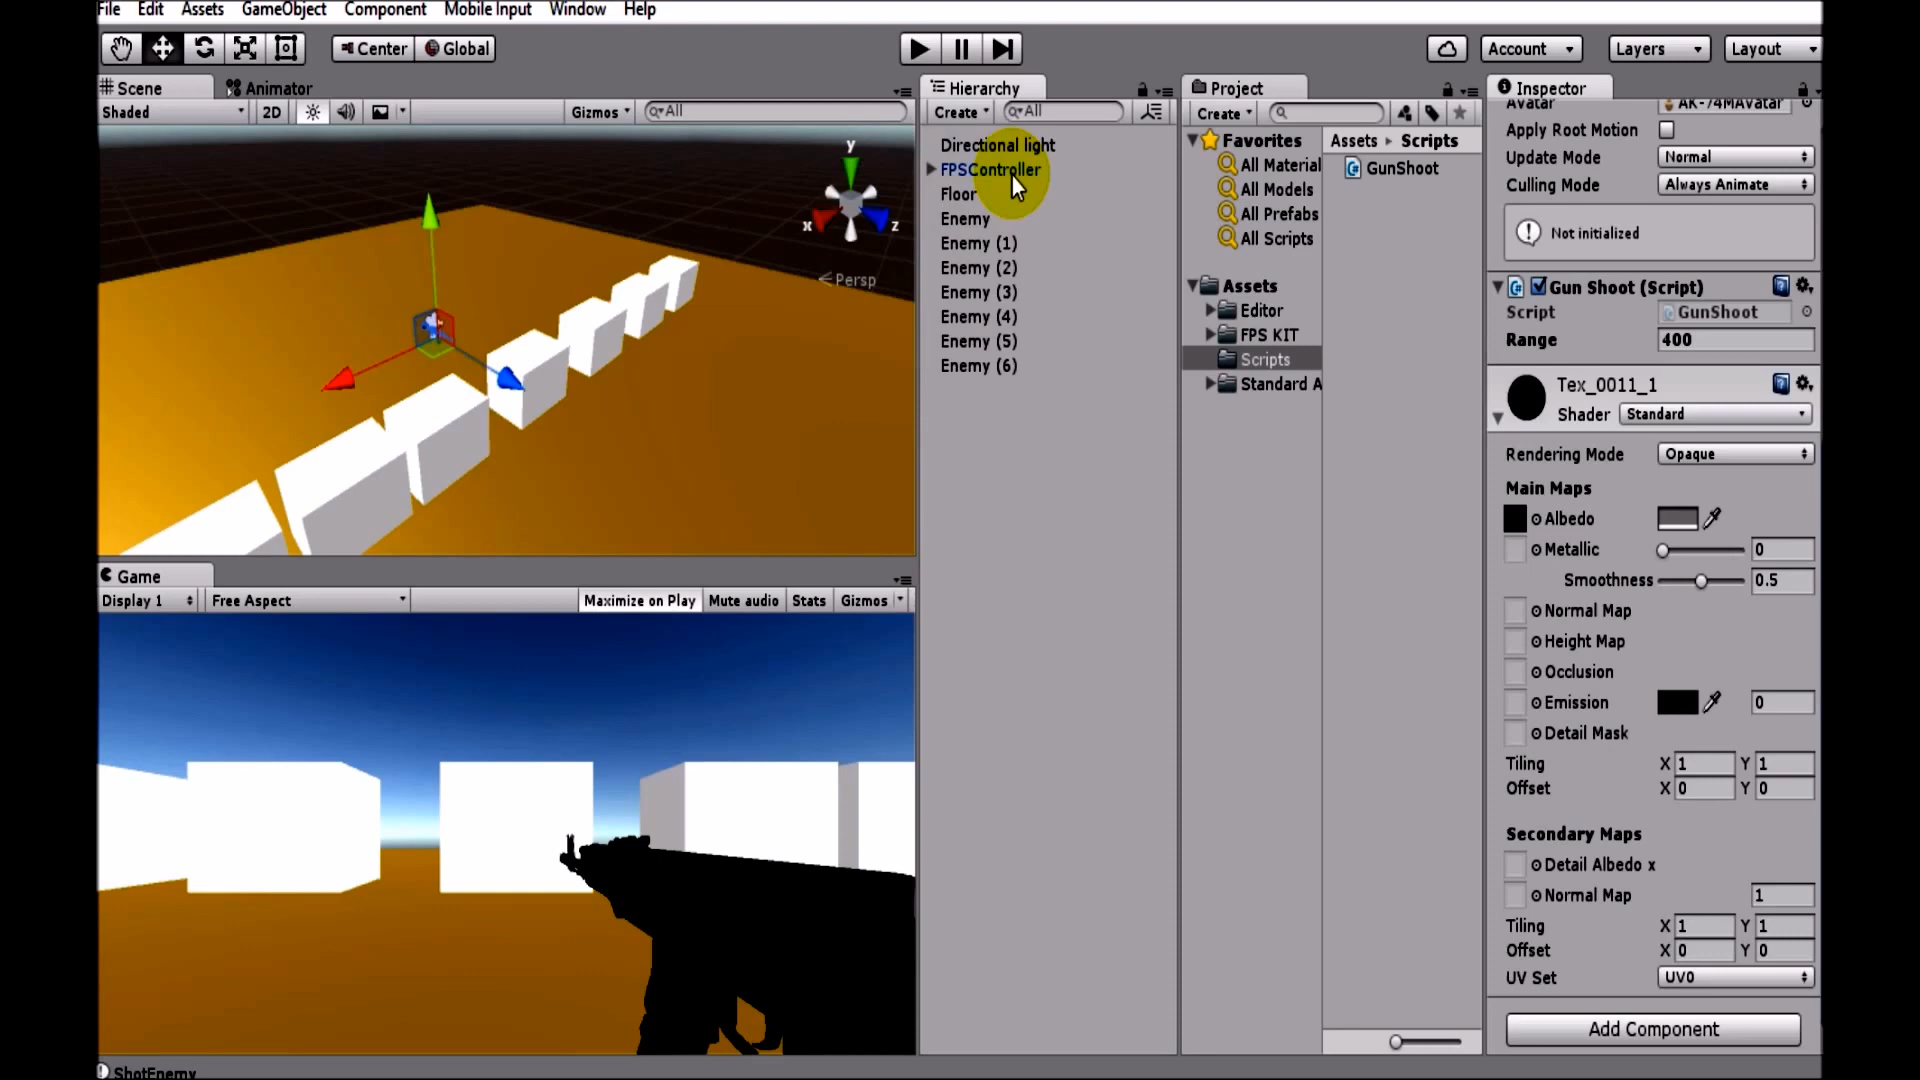 File Edit Assets GameObject Component Mobile Input Window Help
Center Global Account Layers Layout
Scene Animator
Shaded 2D Gizmos All
y
x z
Persp
Game
Display 1 Free Aspect Maximize on Play Mute audio Stats Gizmos
ShotEnemy
Hierarchy
Create All
Directional light
FPSController
Floor
Enemy
Enemy (1)
Enemy (2)
Enemy (3)
Enemy (4)
Enemy (5)
Enemy (6)
Project
Create
Favorites
All Material
All Models
All Prefabs
All Scripts
Assets
Editor
FPS KIT
Scripts
Standard A
Assets Scripts
GunShoot
Inspector
Avatar AK-74MAvatar
Apply Root Motion
Update Mode Normal
Culling Mode Always Animate
Not initialized
Gun Shoot (Script)
Script GunShoot
Range 400
Tex_0011_1
Shader Standard
Rendering Mode Opaque
Main Maps
Albedo
Metallic 0
Smoothness 0.5
Normal Map
Height Map
Occlusion
Emission 0
Detail Mask
Tiling X 1 Y 1
Offset X 0 Y 0
Secondary Maps
Detail Albedo x
Normal Map 1
Tiling X 1 Y 1
Offset X 0 Y 0
UV Set UV0
Add Component